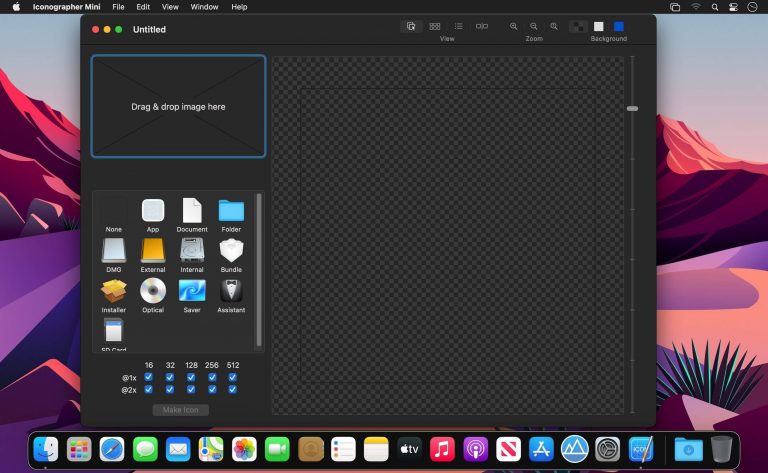 Iconographer Mini File Edit View Window Help
Untitled
View Zoom Background
Drag & drop image here
None App Document Folder
DMG External Internal Bundle
Installer Optical Saver Assistant
SD Card
16 32 128 256 512
@1x
@2x
Make Icon
tv
ICON